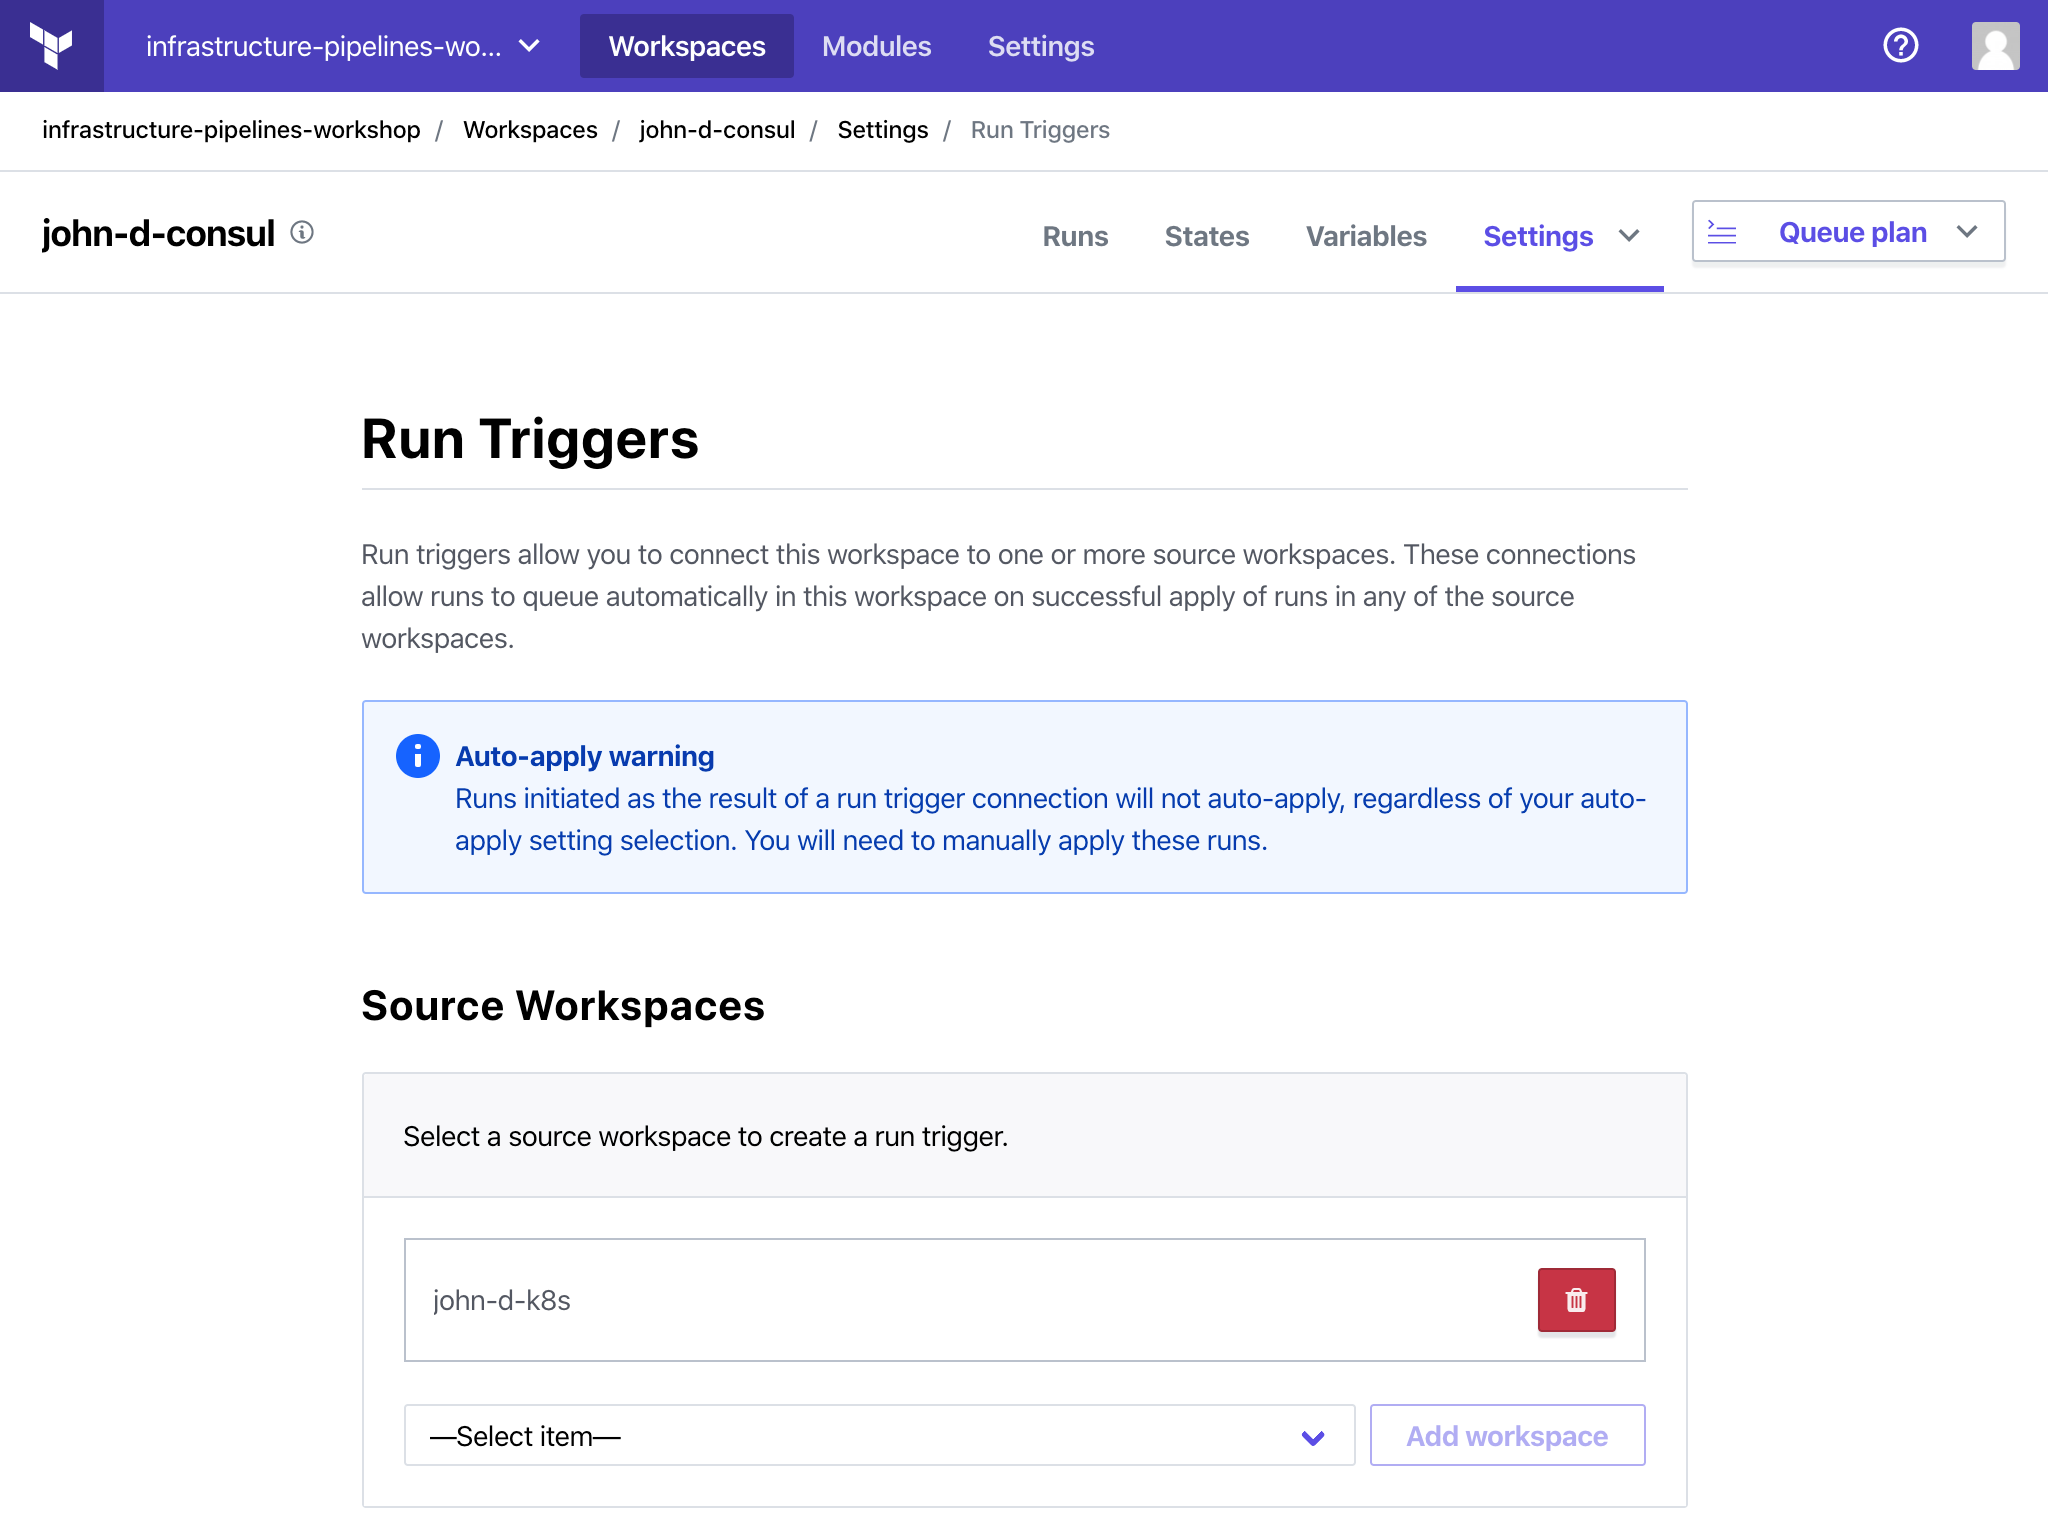 infrastructure-pipelines-wo...
Workspaces
Modules
Settings
infrastructure-pipelines-workshop / Workspaces / john-d-consul / Settings / Run Triggers
john-d-consul
Runs
States
Variables
Settings
Queue plan
Run Triggers
Run triggers allow you to connect this workspace to one or more source workspaces. These connections
allow runs to queue automatically in this workspace on successful apply of runs in any of the source
workspaces.
Auto-apply warning
Runs initiated as the result of a run trigger connection will not auto-apply, regardless of your auto-
apply setting selection. You will need to manually apply these runs.
Source Workspaces
Select a source workspace to create a run trigger.
john-d-k8s
—Select item—
Add workspace